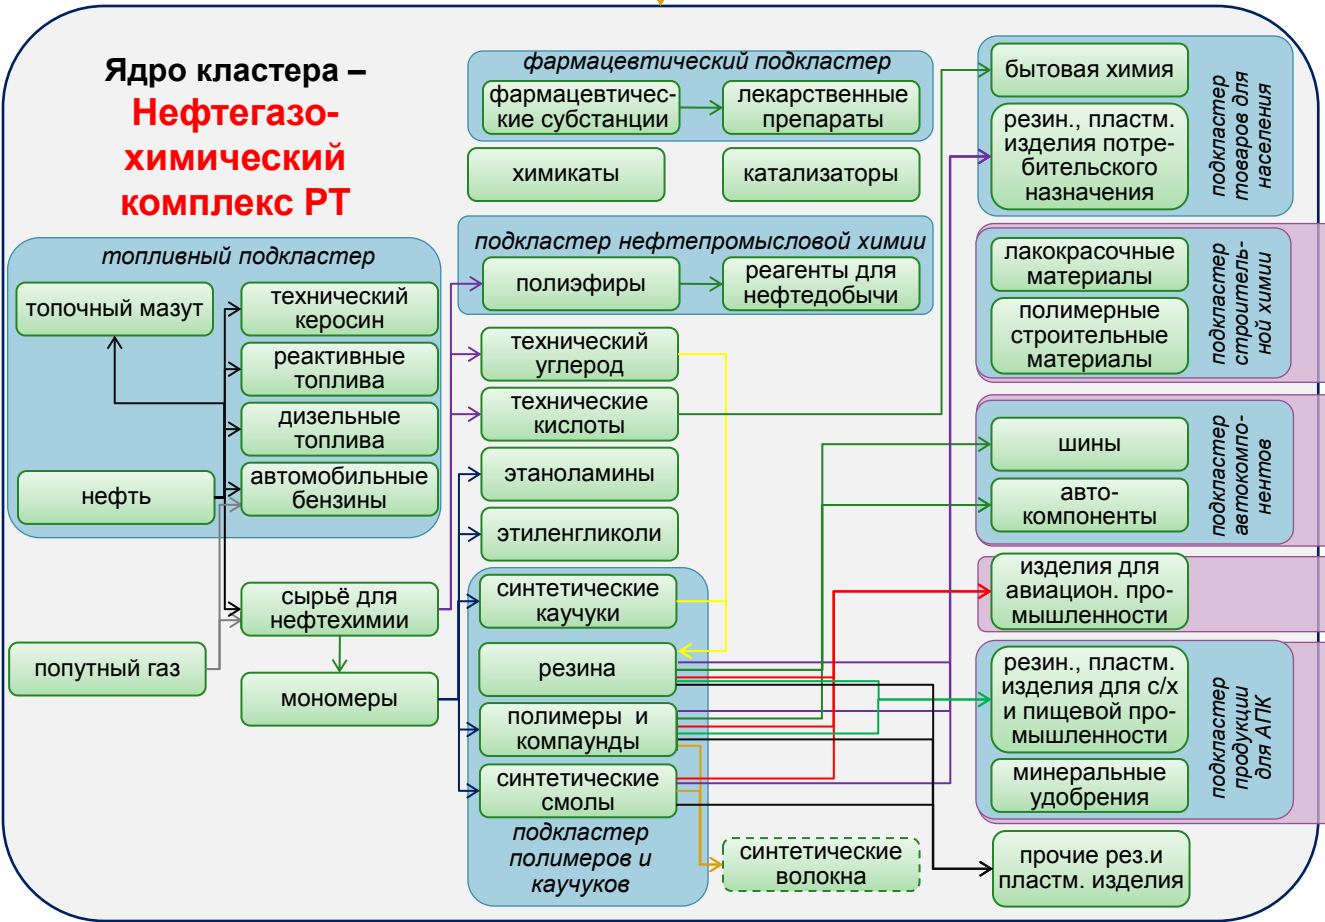 Ядро кластера –
Нефтегазо-
химический
комплекс РТ
топливный подкластер
топочный мазут
технический
керосин
реактивные
топлива
дизельные
топлива
нефть
автомобильные
бензины
сырьё для
нефтехимии
попутный газ
мономеры
фармацевтический подкластер
фармацевтичес-
кие субстанции
лекарственные
препараты
химикаты
катализаторы
подкластер нефтепромысловой химии
полиэфиры
реагенты для
нефтедобычи
технический
углерод
технические
кислоты
этаноламины
этиленгликоли
синтетические
каучуки
резина
полимеры и
компаунды
синтетические
смолы
подкластер
полимеров и
каучуков
синтетические
волокна
бытовая химия
резин., пластм.
изделия потре-
бительского
назначения
подкластер
товаров для
населения
лакокрасочные
материалы
полимерные
строительные
материалы
подкластер
строитель-
ной химии
шины
авто-
компоненты
подкластер
автокомпо-
нентов
изделия для
авиацион. про-
мышленности
резин., пластм.
изделия для с/х
и пищевой про-
мышленности
минеральные
удобрения
подкластер
продукции
для АПК
прочие рез.и
пластм. изделия